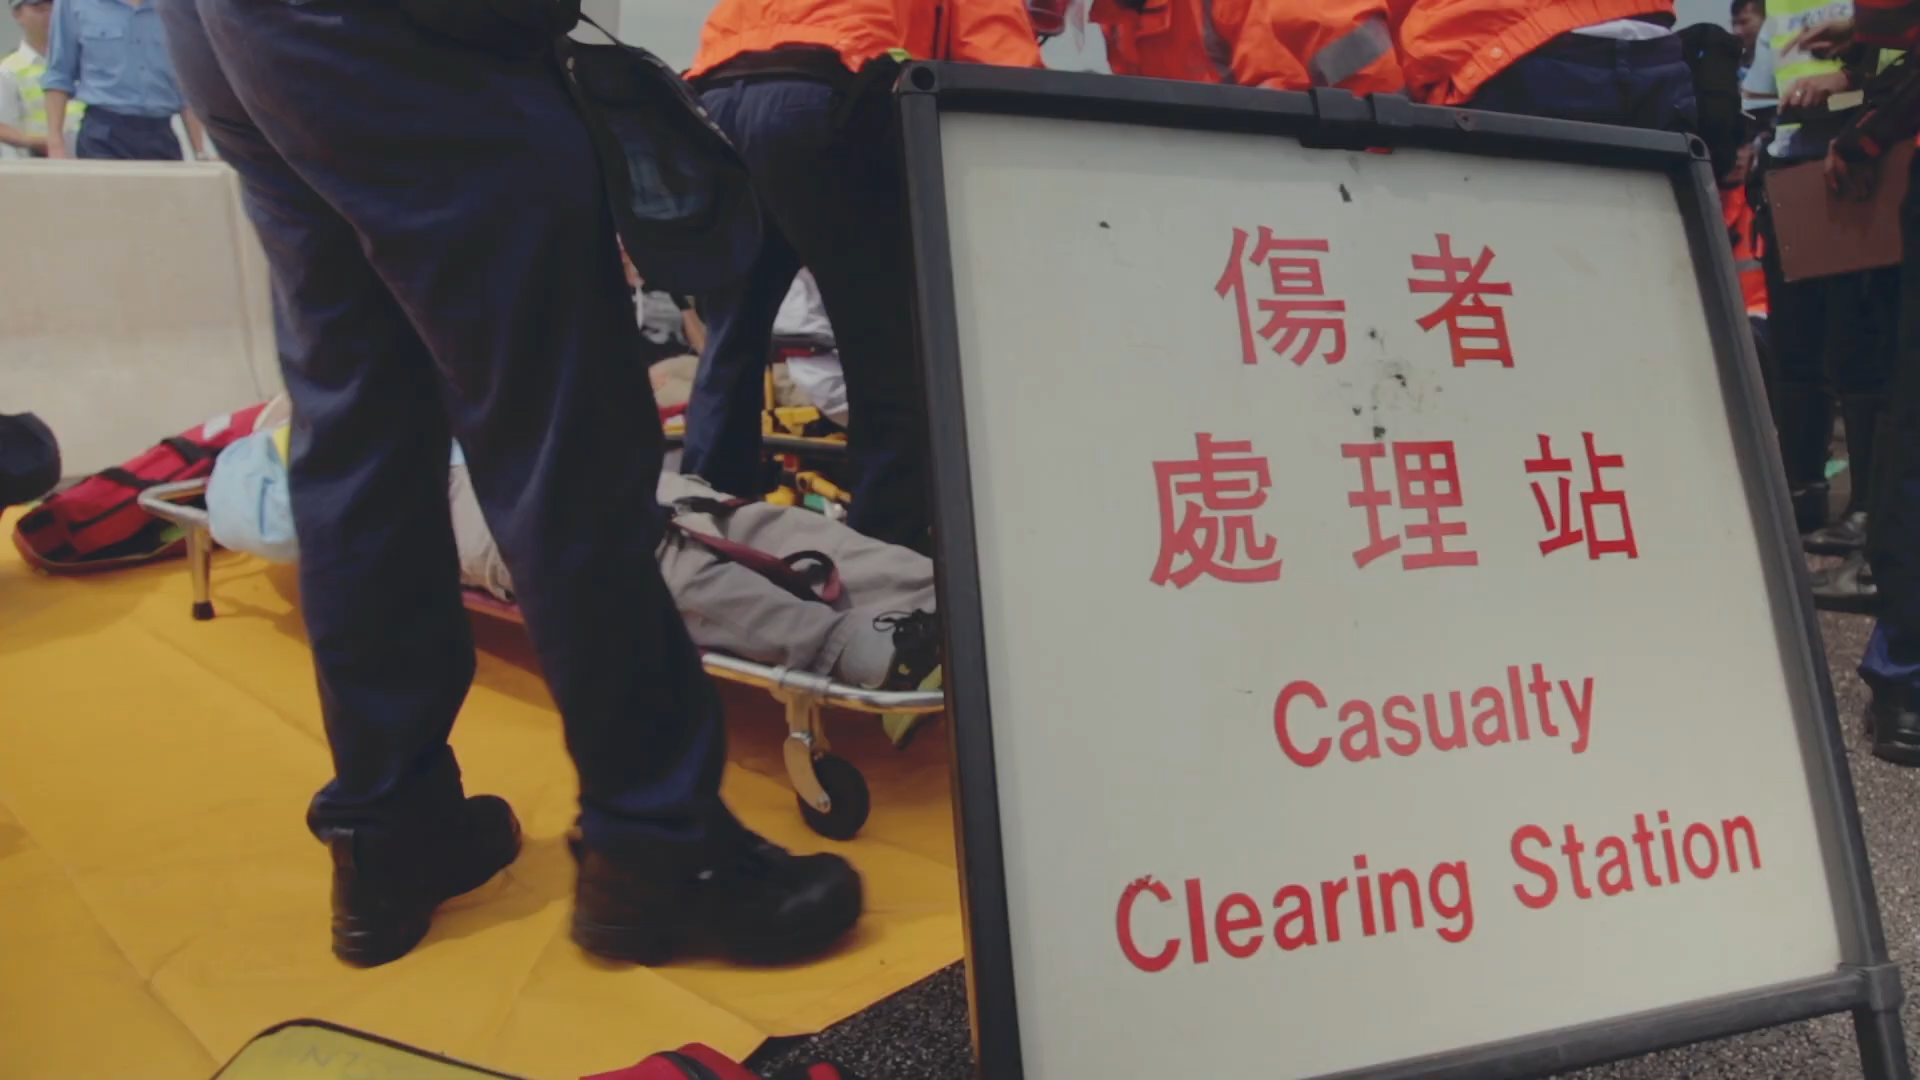 傷者
處理站
Casualty
Clearing Station